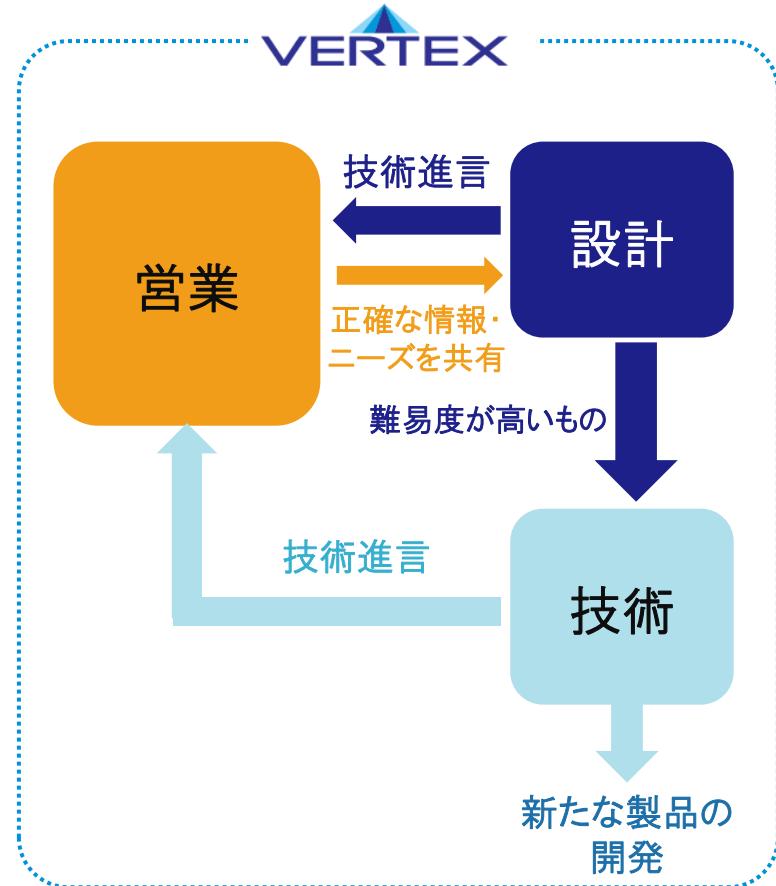 VERTEX
技術進言
設計
営業
正確な情報・
ニーズを共有
難易度が高いもの
技術進言
技術
新たな製品の
開発